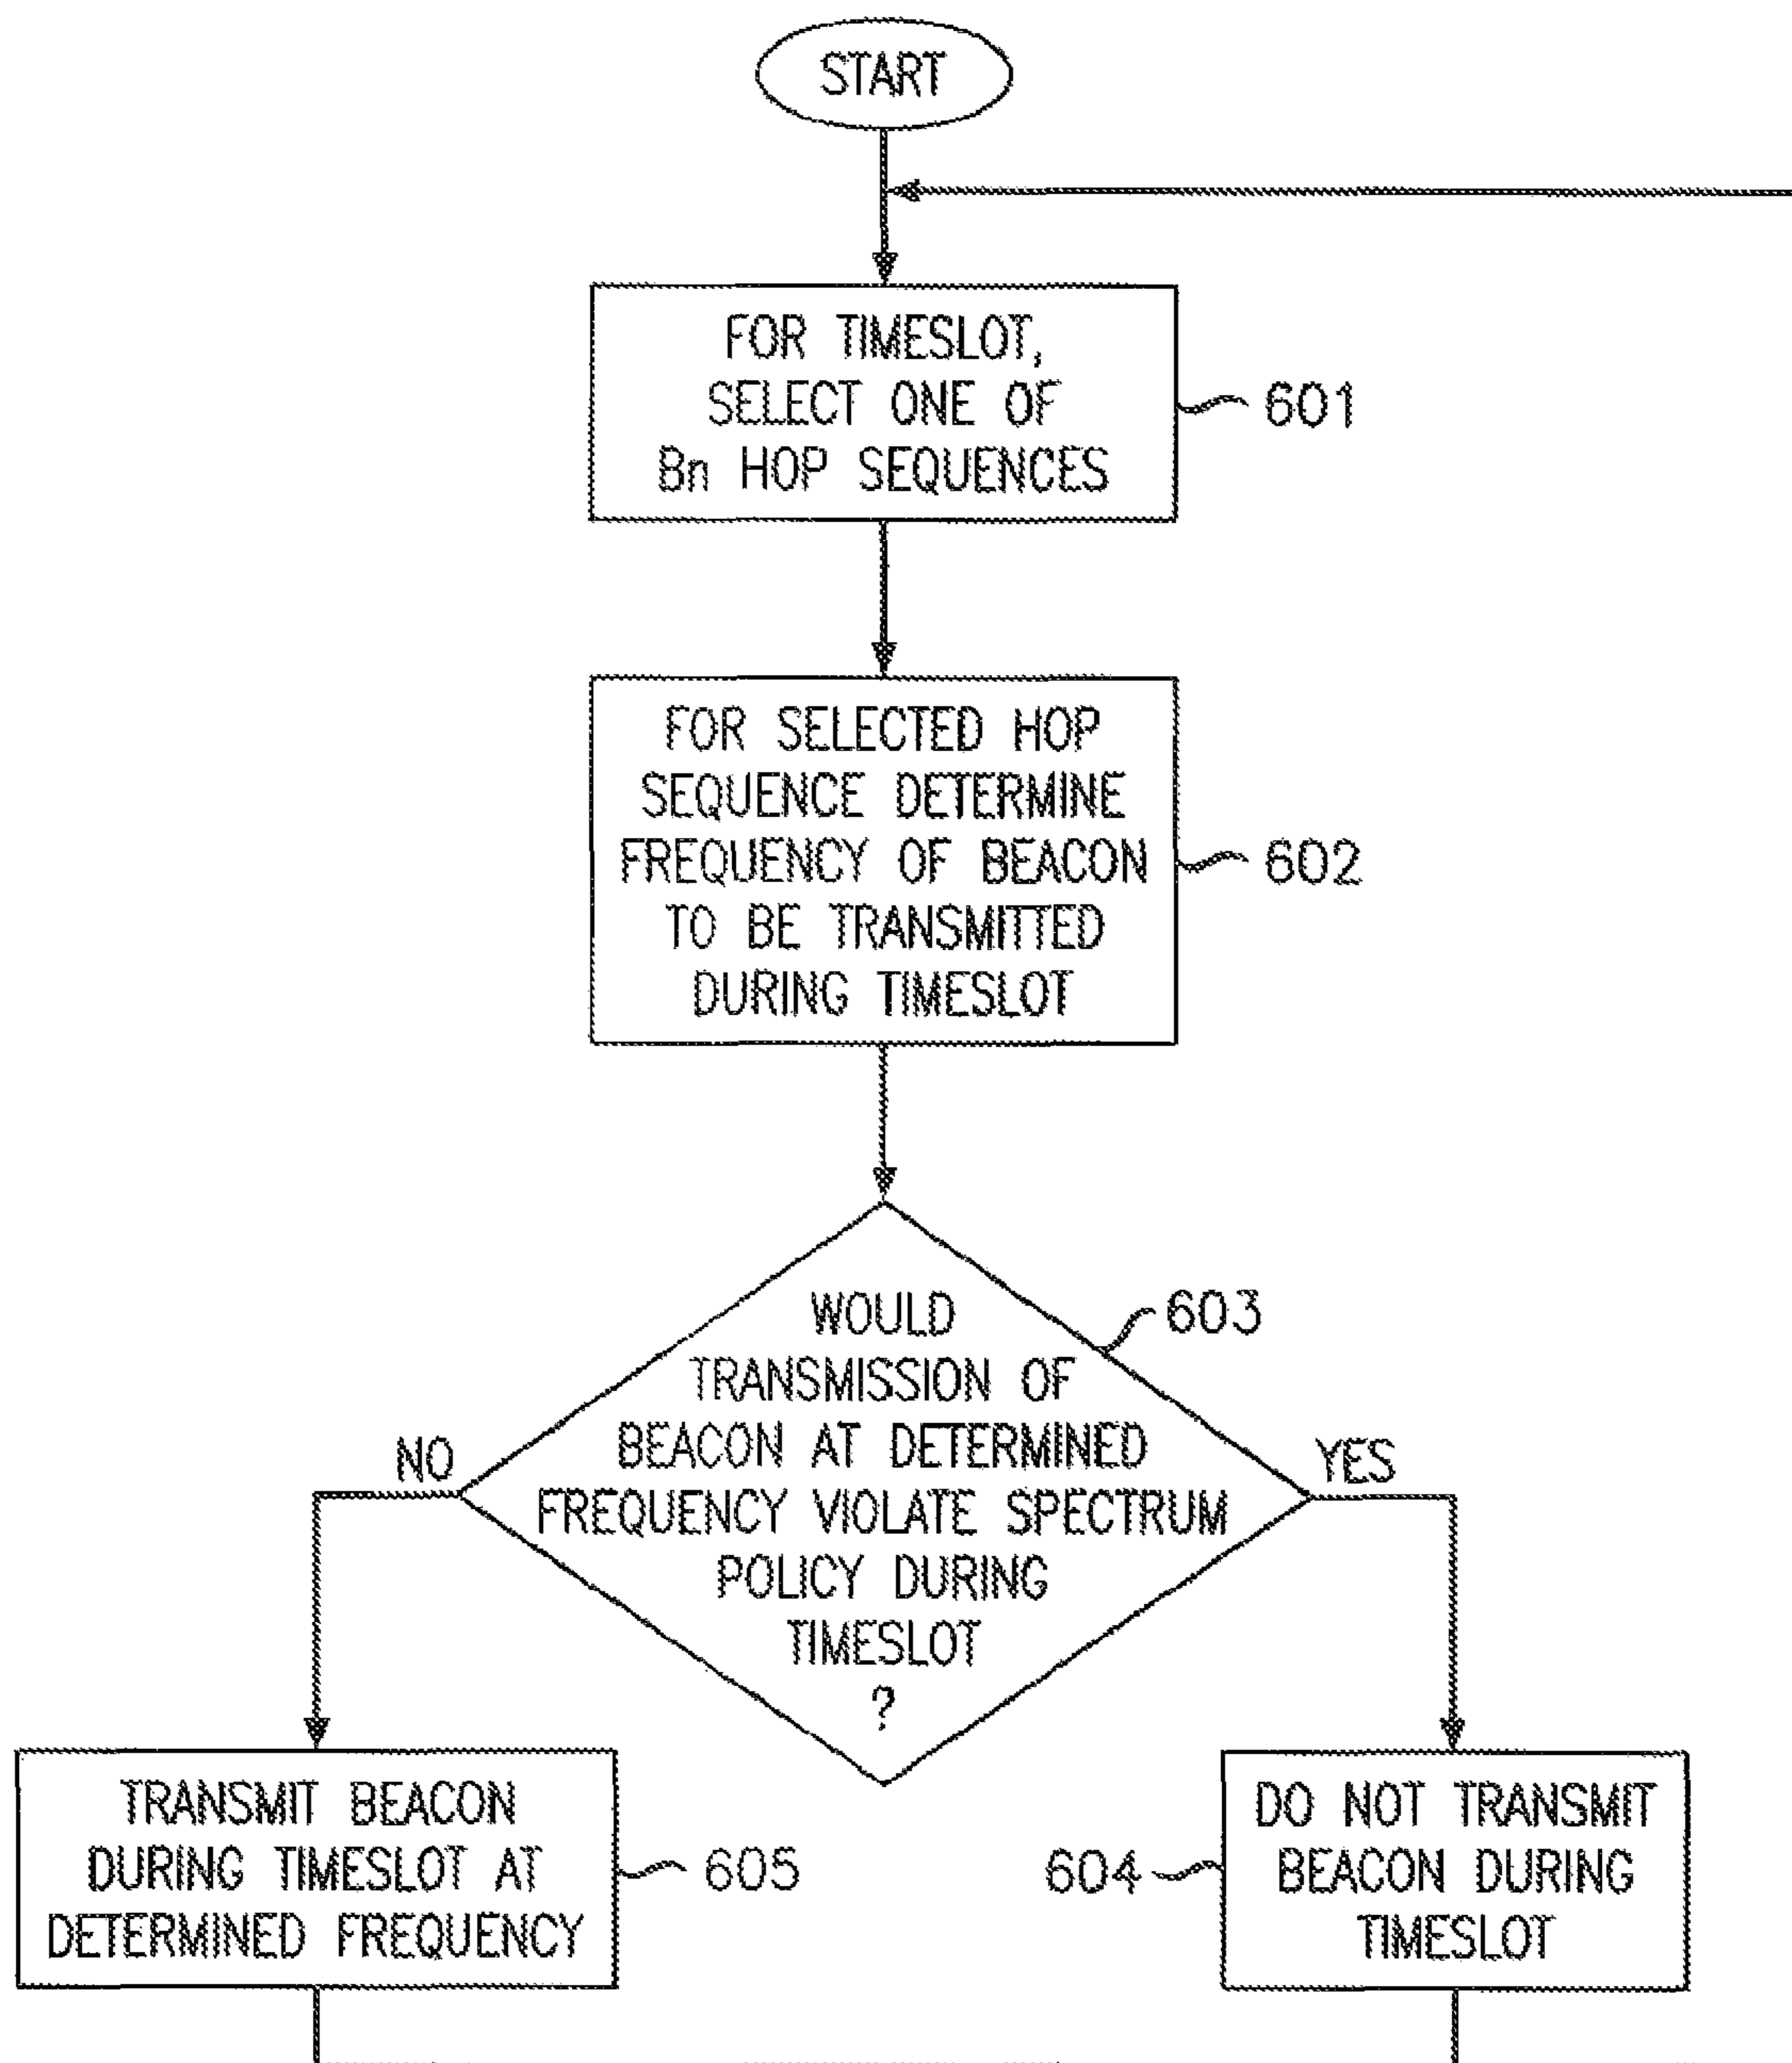 START
FOR TIMESLOT,
SELECT ONE OF
Bn HOP SEQUENCES
601
FOR SELECTED HOP
SEQUENCE DETERMINE
FREQUENCY OF BEACON
TO BE TRANSMITTED
DURING TIMESLOT
602
WOULD
TRANSMISSION OF
BEACON AT DETERMINED
FREQUENCY VIOLATE SPECTRUM
POLICY DURING
TIMESLOT
?
603
NO
YES
TRANSMIT BEACON
DURING TIMESLOT AT
DETERMINED FREQUENCY
605
604
DO NOT TRANSMIT
BEACON DURING
TIMESLOT